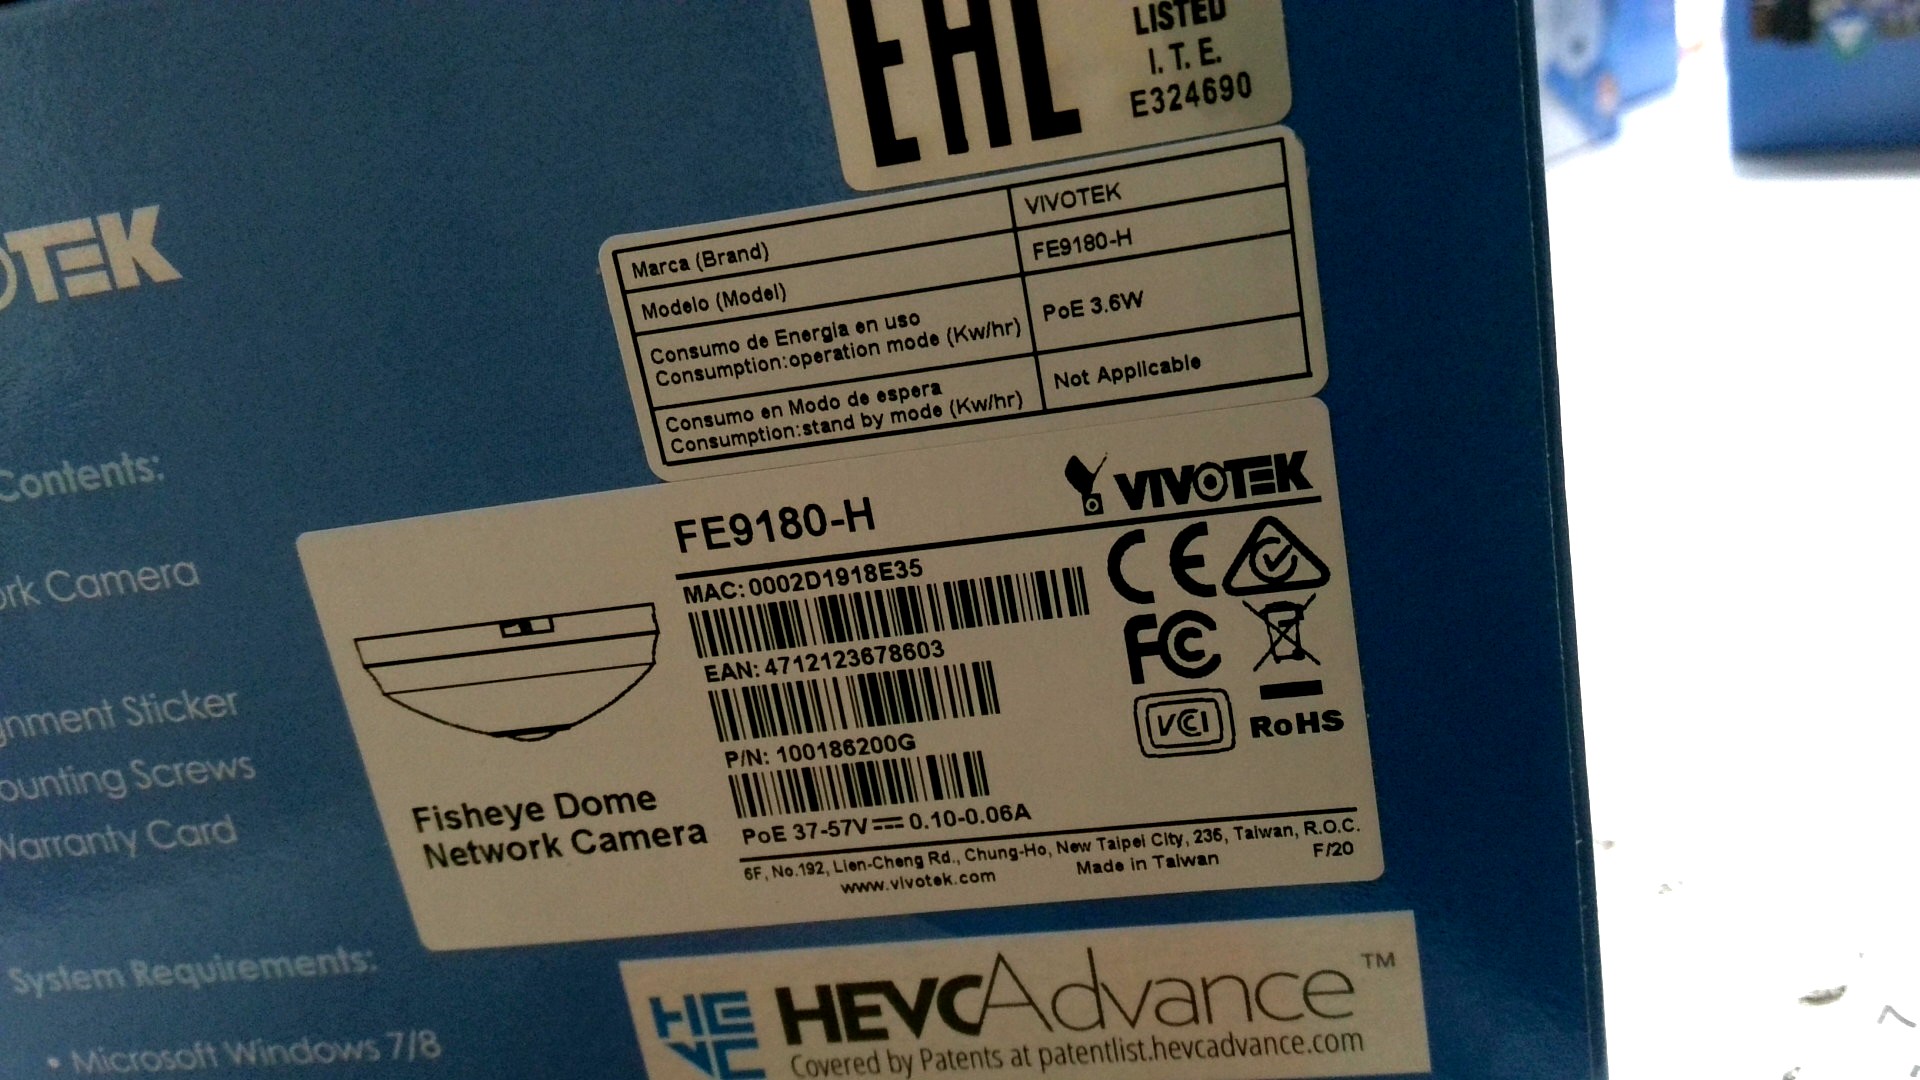 EAC
LISTED
I. T. E.
E324690
Marca (Brand) VIVOTEK
Modelo (Model) FE9180-H
Consumo de Energia en uso
Consumption:operation mode (Kw/hr) PoE 3.6W
Consumo en Modo de espera
Consumption:stand by mode (Kw/hr) Not Applicable
OTEK
Contents:
Camera
Sticker
Screws
Warranty Card
System Requirements:
• Microsoft Windows 7/8
FE9180-H
VIVOTEK
MAC: 0002D1918E35
EAN: 4712123678603
P/N: 100186200G
PoE 37-57V⎓0.10-0.06A
CE
FC
VCI
RoHS
Fisheye Dome
Network Camera
6F, No.192, Lien-Cheng Rd., Chung-Ho, New Taipei City, 235, Taiwan, R.O.C.
www.vivotek.com Made in Taiwan F/20
HEVC
HEVCAdvance™
Covered by Patents at patentlist.hevcadvance.com